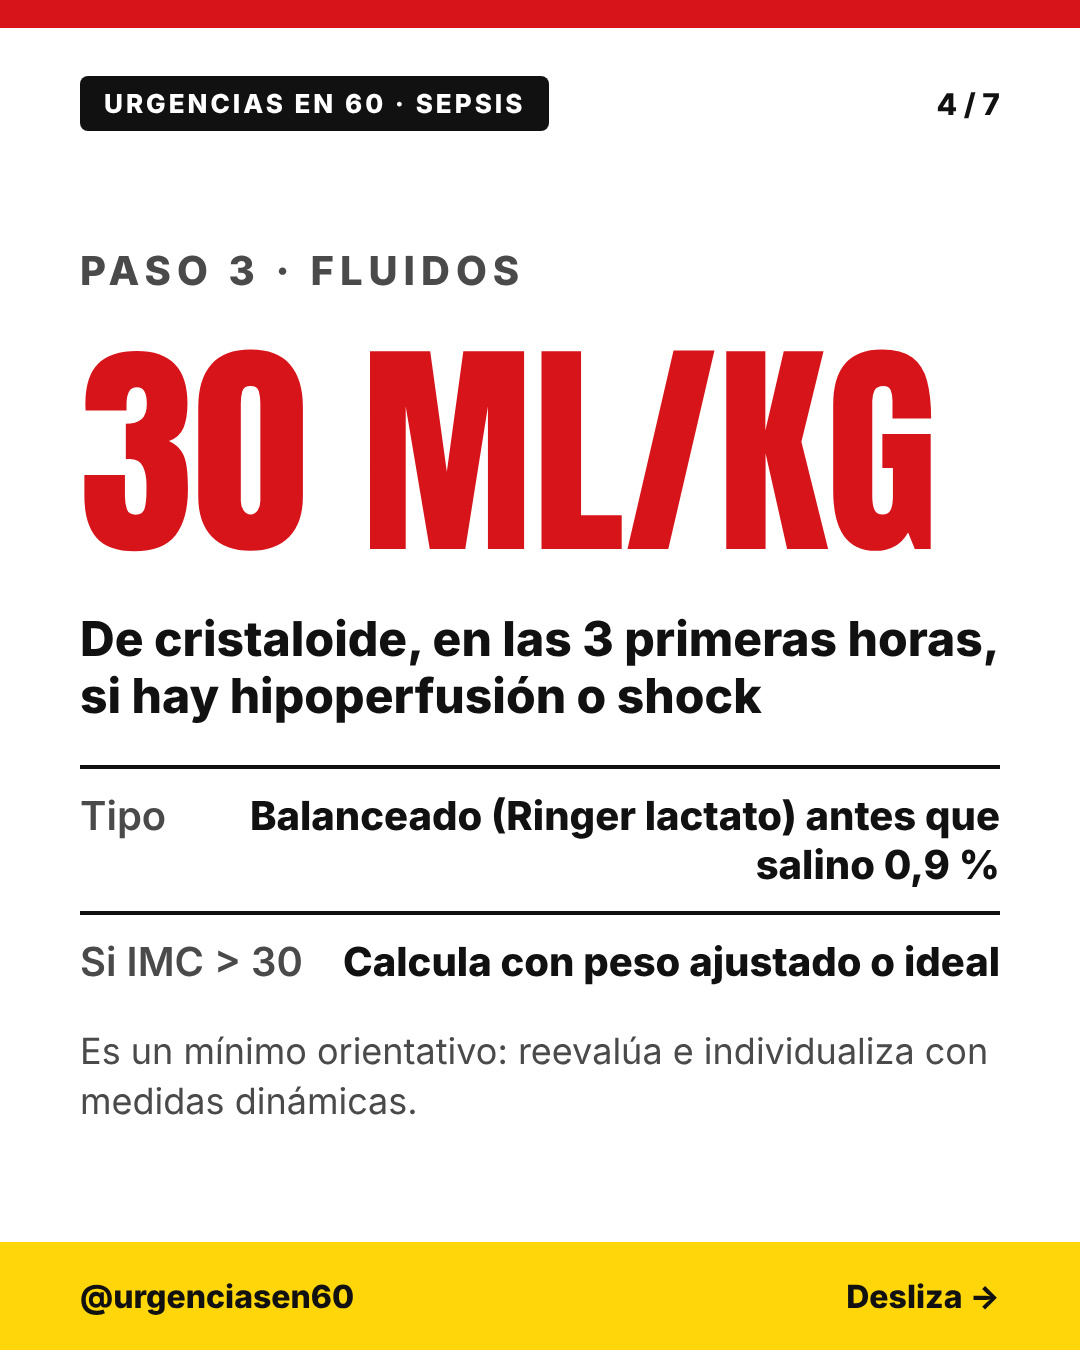 URGENCIAS EN 60 · SEPSIS
4 / 7
PASO 3 · FLUIDOS
30 ML/KG
De cristaloide, en las 3 primeras horas,
si hay hipoperfusión o shock
Tipo
Balanceado (Ringer lactato) antes que
salino 0,9 %
Si IMC > 30
Calcula con peso ajustado o ideal
Es un mínimo orientativo: reevalúa e individualiza con
medidas dinámicas.
@urgenciasen60
Desliza →